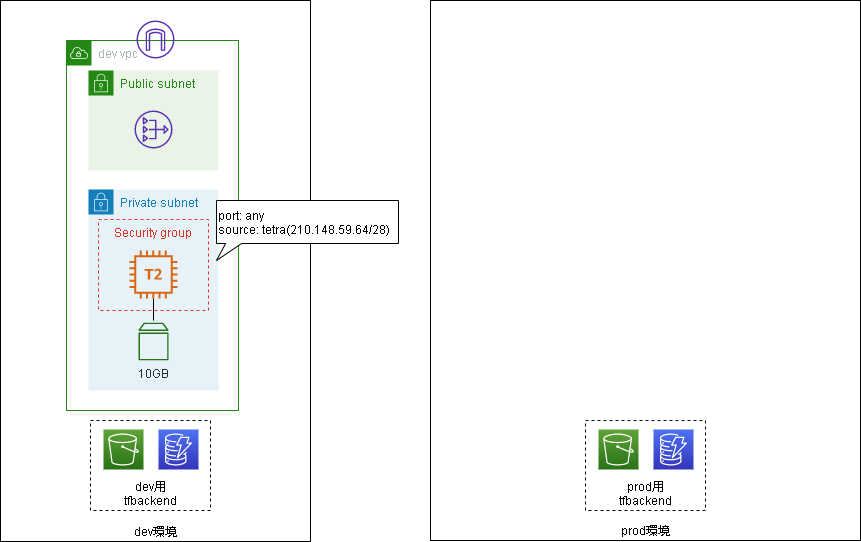 dev vpc
Public subnet
Private subnet
port: any
source: tetra(210.148.59.64/28)
Security group
T2
10GB
dev用
tfbackend
dev環境
prod用
tfbackend
prod環境